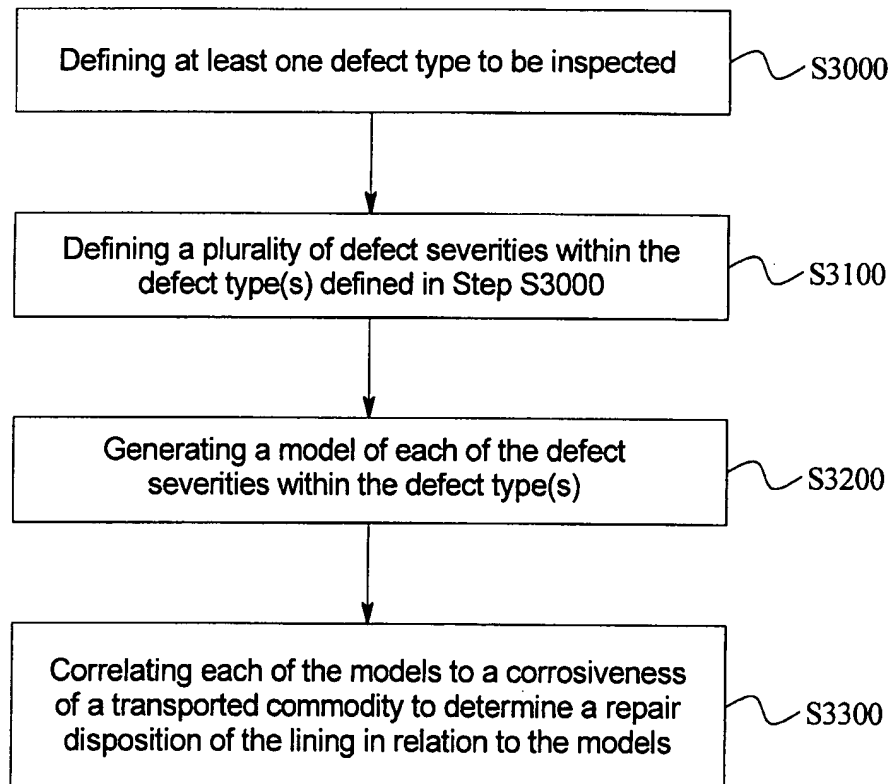 Defining at least one defect type to be inspected
S3000
Defining a plurality of defect severities within the
defect type(s) defined in Step S3000
S3100
Generating a model of each of the defect
severities within the defect type(s)
S3200
Correlating each of the models to a corrosiveness
of a transported commodity to determine a repair
disposition of the lining in relation to the models
S3300